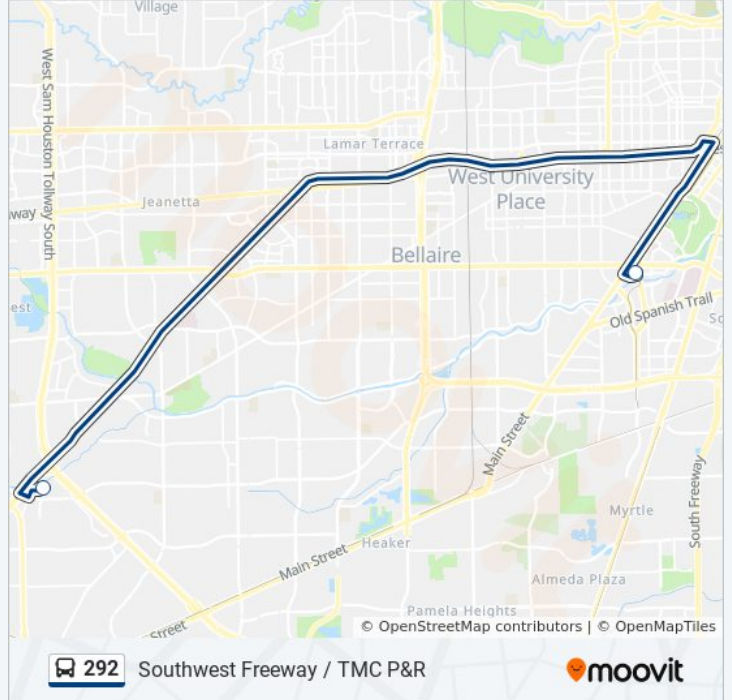 Village
West Sam Houston Tollway South
Lamar Terrace
West University
Place
way
Jeanetta
Bellaire
est
Old Spanish Trail
Sc
Main Street
South Freeway
Myrtle
Heaker
Main Street
Almeda Plaza
Pamela Heights
Street
© OpenStreetMap contributors | © OpenMapTiles
292 Southwest Freeway / TMC P&R
moovit